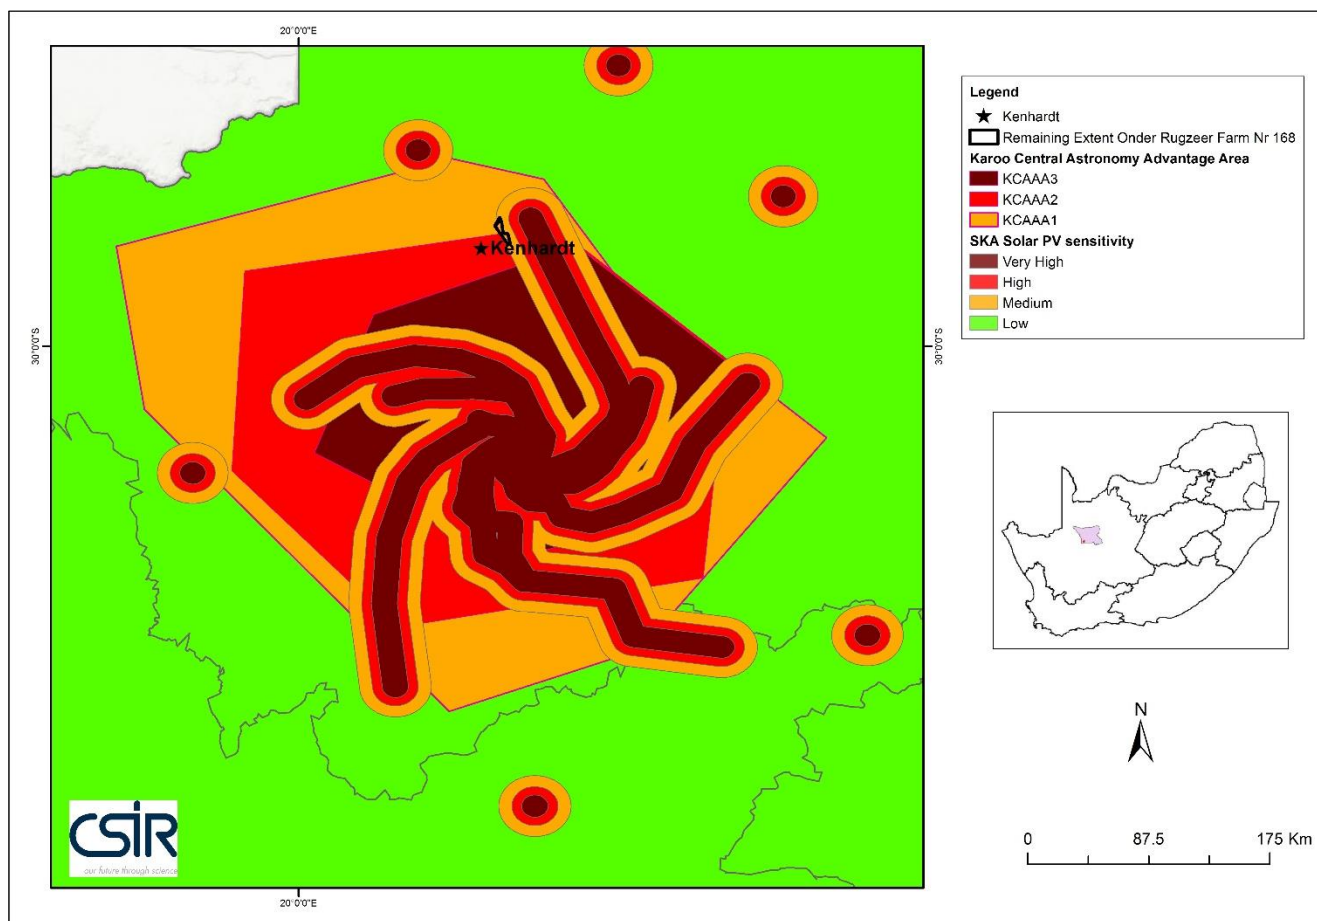 20°0'0"E
30°0'0"S
Kenhardt
30°0'0"S
20°0'0"E
CSIR
our future through science
Legend
Kenhardt
Remaining Extent Onder Rugzeer Farm Nr 168
Karoo Central Astronomy Advantage Area
KCAAA3
KCAAA2
KCAAA1
SKA Solar PV sensitivity
Very High
High
Medium
Low
N
0 87.5 175 Km